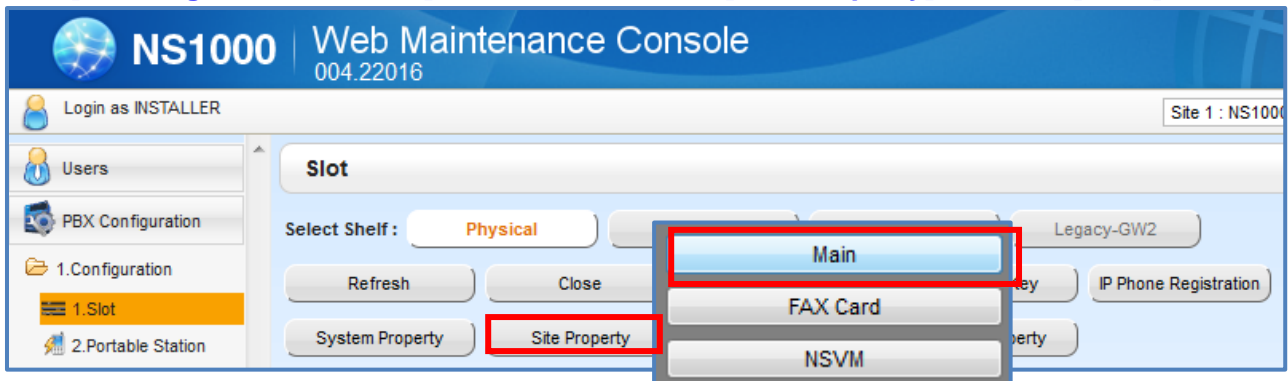 NS1000
Web Maintenance Console
004.22016
Login as INSTALLER
Site 1 : NS1000
Users
Slot
PBX Configuration
Select Shelf :
Physical
Legacy-GW2
Main
1.Configuration
Refresh
Close
IP Phone Registration
FAX Card
1.Slot
System Property
Site Property
2.Portable Station
NSVM